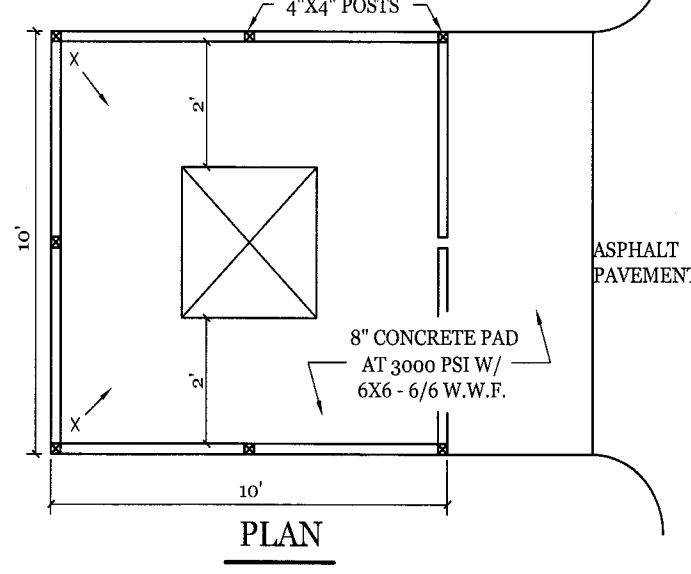 4"X4" POSTS
X
2'
10'
ASPHALT
PAVEMENT
8" CONCRETE PAD
AT 3000 PSI W/
6X6 - 6/6 W.W.F.
2'
X
10'
PLAN